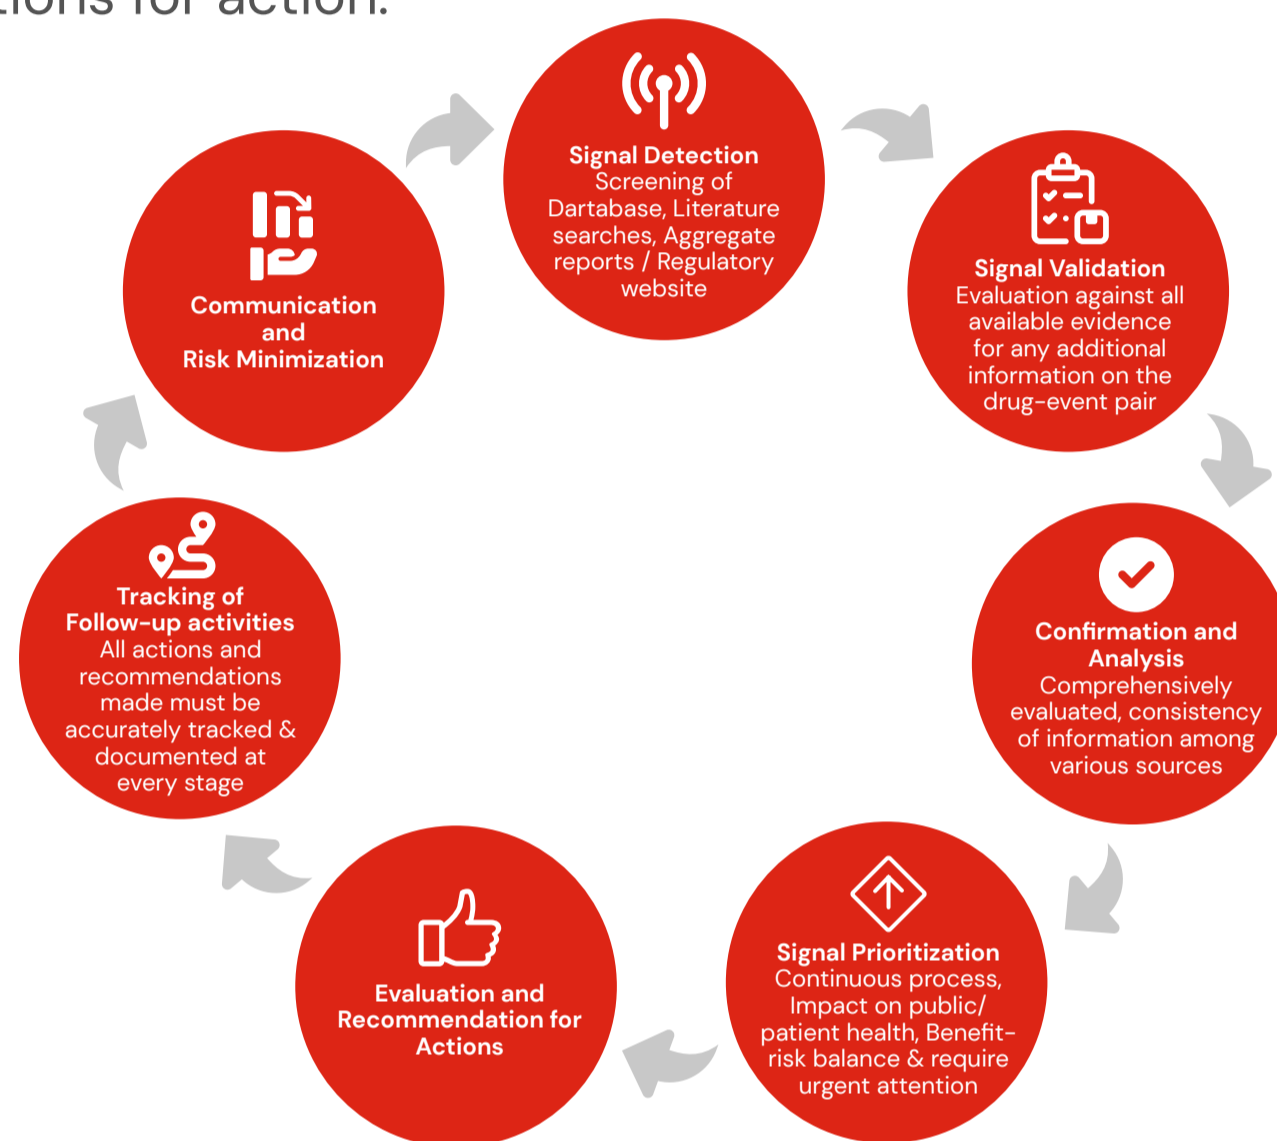 tions for action.
Signal Detection
Screening of
Dartabase, Literature
searches, Aggregate
reports / Regulatory
website
Signal Validation
Evaluation against all
available evidence
for any additional
information on the
drug-event pair
Confirmation and
Analysis
Comprehensively
evaluated, consistency
of information among
various sources
Signal Prioritization
Continuous process,
Impact on public/
patient health, Benefit-
risk balance & require
urgent attention
Evaluation and
Recommendation for
Actions
Tracking of
Follow-up activities
All actions and
recommendations
made must be
accurately tracked &
documented at
every stage
Communication
and
Risk Minimization